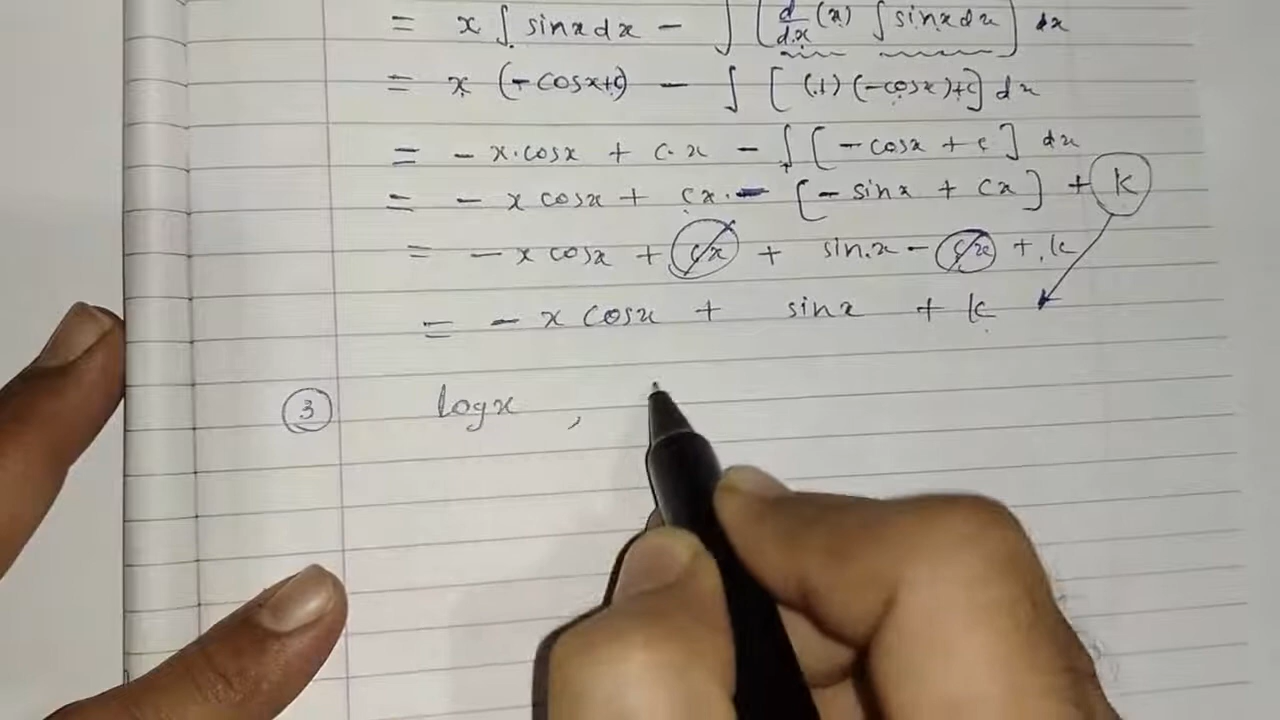 = x ∫ sinx dx − ∫ [ d/dx (x) ∫ sinx dx ] dx
= x (−cosx+c) − ∫ [ (1) (−cosx)+c ] dx
= − x·cosx + c·x − ∫ [ −cosx + c ] dx
= − x cosx + cx − [ − sinx + cx ] + k
= − x cosx + cx + sinx − cx + k
= − x cosx + sinx + k
③ logx ,